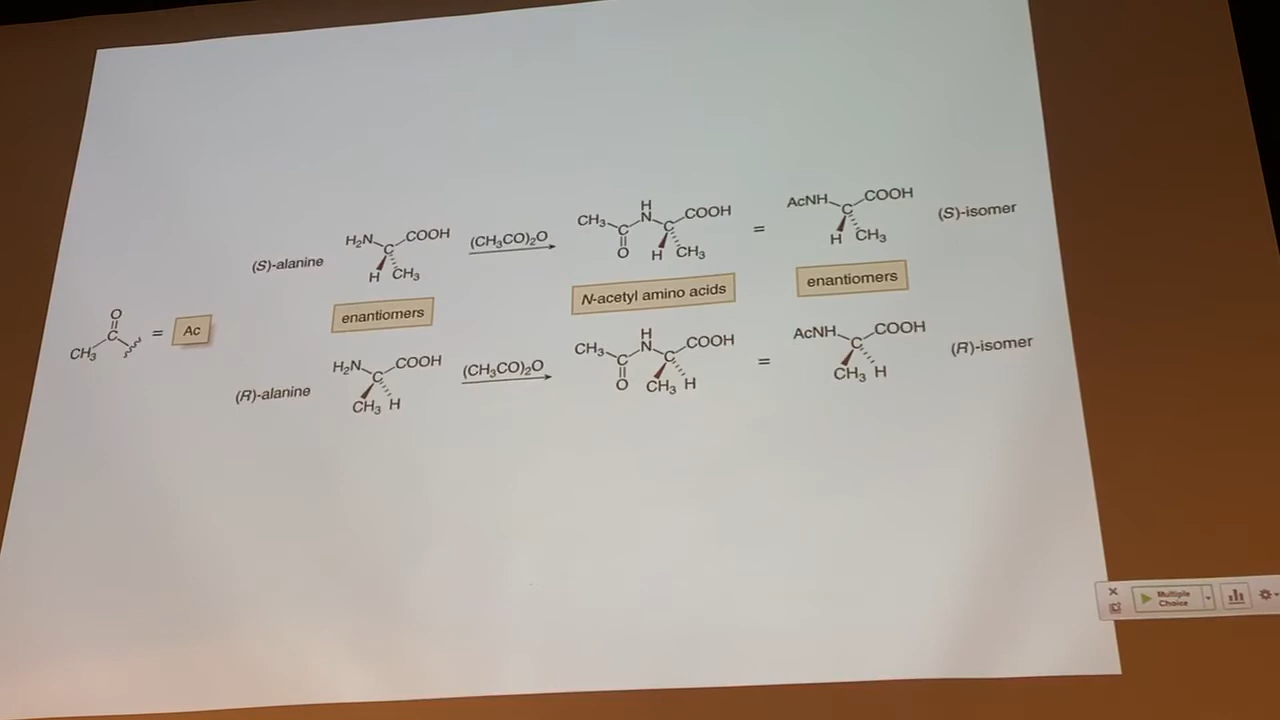 H₂N COOH
C
H CH₃
(S)-alanine
(CH₃CO)₂O
H
CH₃ N COOH
C C
O H CH₃
=
AcNH COOH
C
H CH₃
(S)-isomer
enantiomers
N-acetyl amino acids
enantiomers
O
C
CH₃
= Ac
H₂N COOH
C
CH₃ H
(R)-alanine
(CH₃CO)₂O
H
CH₃ N COOH
C C
O CH₃ H
=
AcNH COOH
C
CH₃ H
(R)-isomer
Multiple
Choice